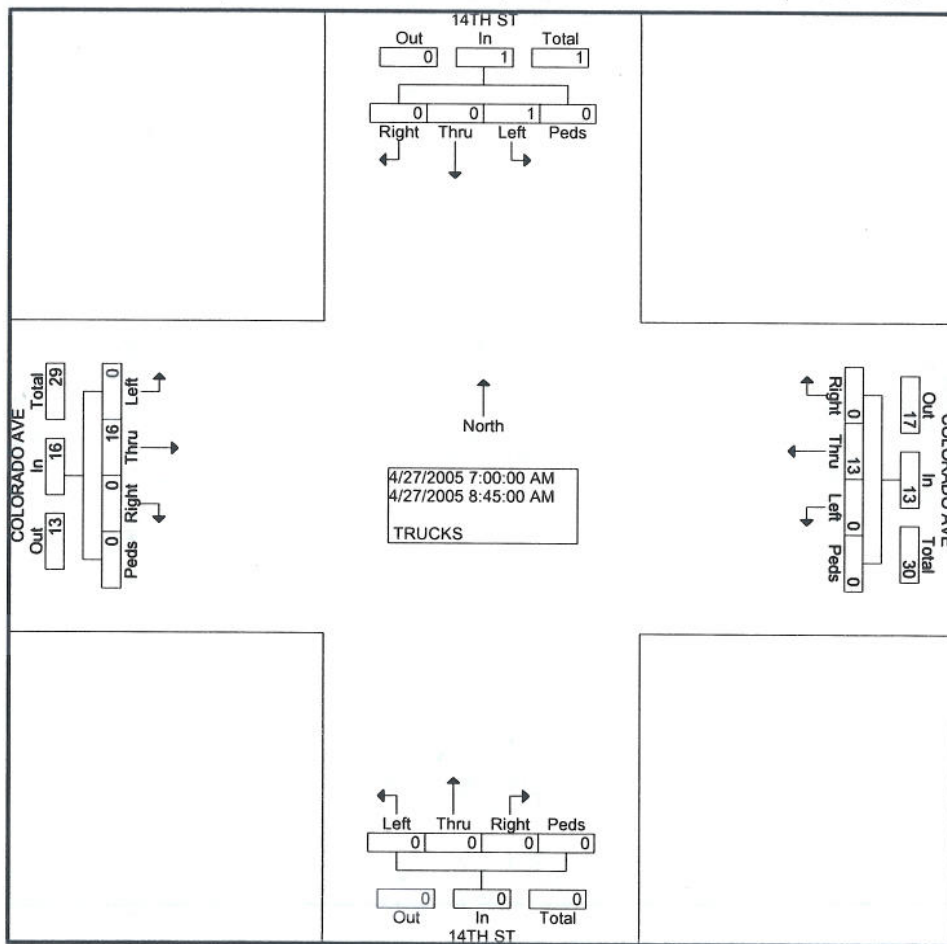 14TH ST
Out In Total
0 1 1
0 0 1 0
Right Thru Left Peds
COLORADO AVE
Total In Out
29 16 13
0 16 0 0
Left Thru Right Peds
North
4/27/2005 7:00:00 AM
4/27/2005 8:45:00 AM
TRUCKS
Right Thru Left Peds
0 13 0 0
17 13 30
Out In Total
COLORADO AVE
Left Thru Right Peds
0 0 0 0
0 0 0
Out In Total
14TH ST